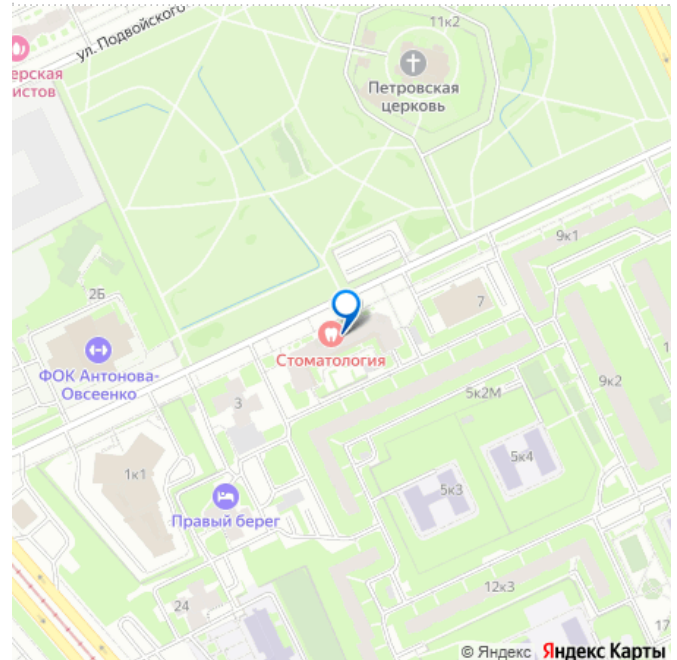 11к2
ул. Подвойского
ерская
истов
Петровская
церковь
9к1
2Б
7
Стоматология
ФОК Антонова-
Овсеенко
9к2
5к2М
3
5к4
1к1
5к3
Правый берег
12к3
24
17
© Яндекс Яндекс Карты